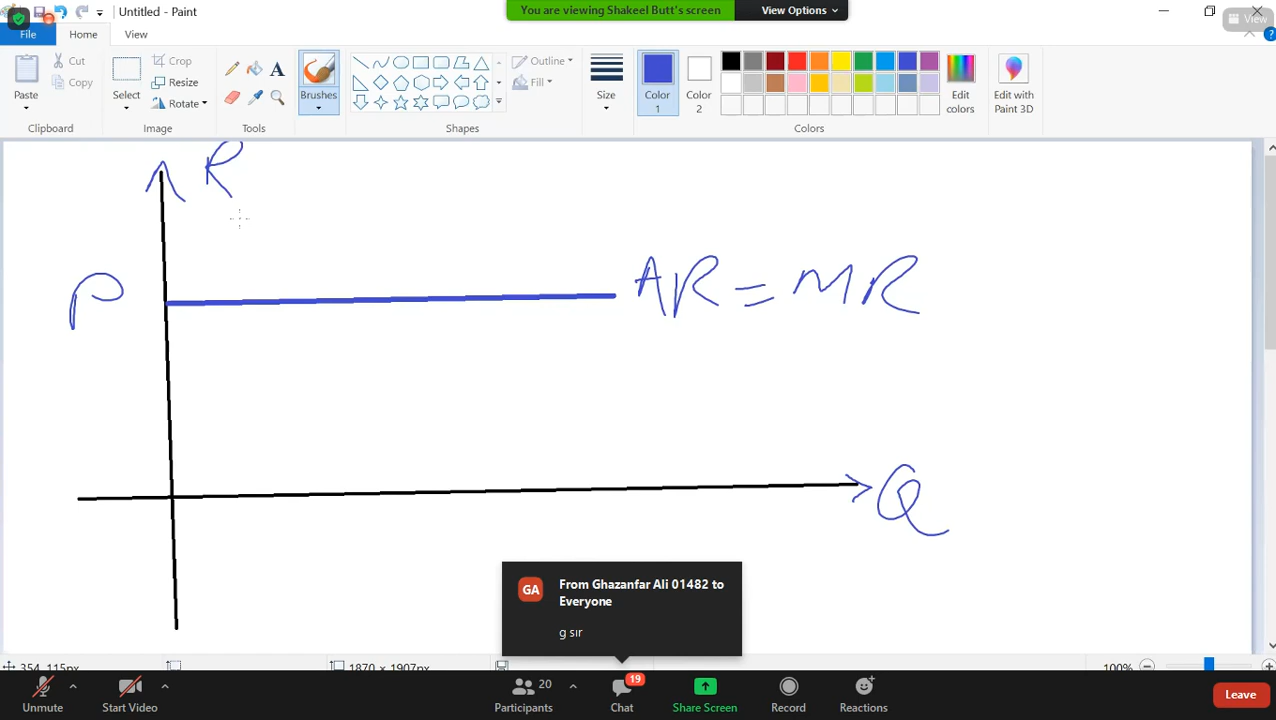 Untitled - Paint
You are viewing Shakeel Butt's screen
View Options
View
File
Home
View
Paste
Cut
Copy
Clipboard
Select
Crop
Resize
Rotate
Image
A
Tools
Brushes
Shapes
Outline
Fill
Size
Color
1
Color
2
Colors
Edit
colors
Edit with
Paint 3D
R
P
AR = MR
Q
GA
From Ghazanfar Ali 01482 to
Everyone
g sir
354, 115px
1870 × 1907px
100%
Unmute
Start Video
20
Participants
19
Chat
Share Screen
Record
Reactions
Leave